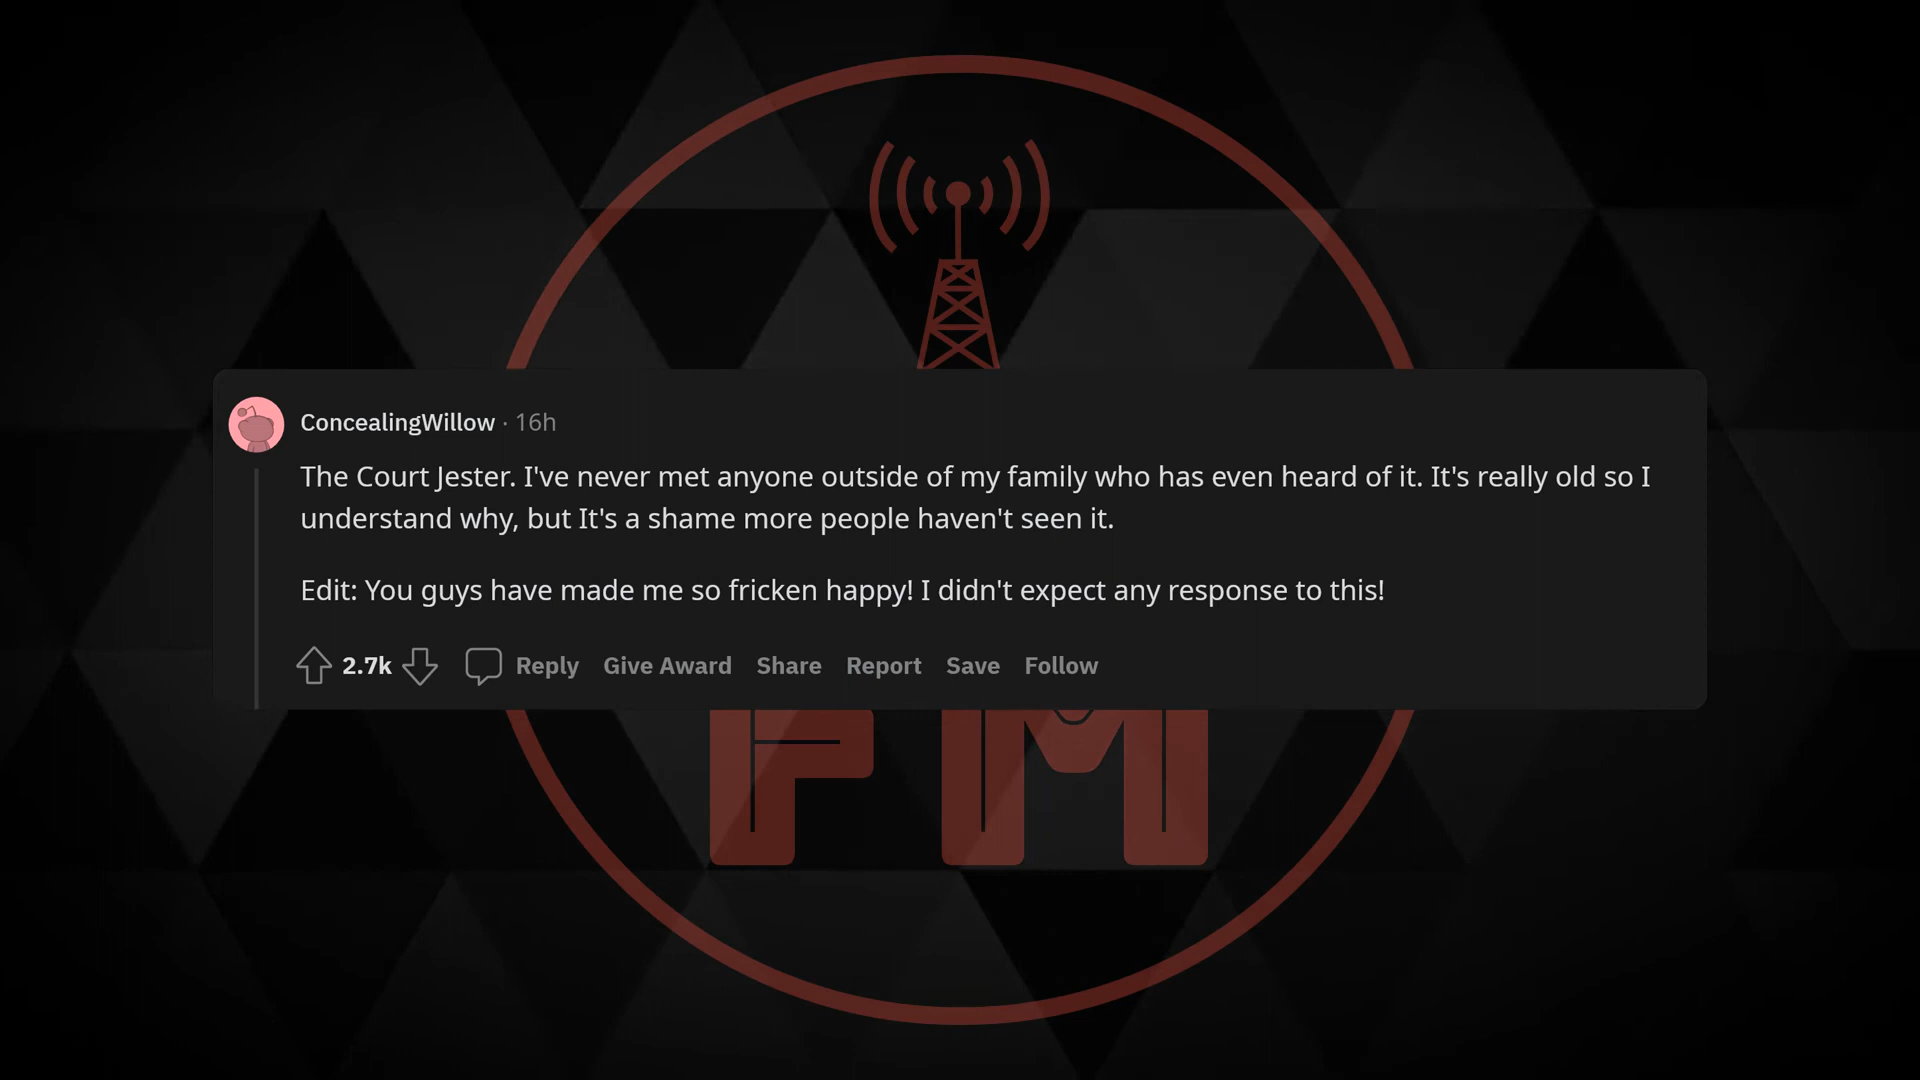 ConcealingWillow · 16h
The Court Jester. I've never met anyone outside of my family who has even heard of it. It's really old so I
understand why, but It's a shame more people haven't seen it.
Edit: You guys have made me so fricken happy! I didn't expect any response to this!
2.7k Reply Give Award Share Report Save Follow
FM